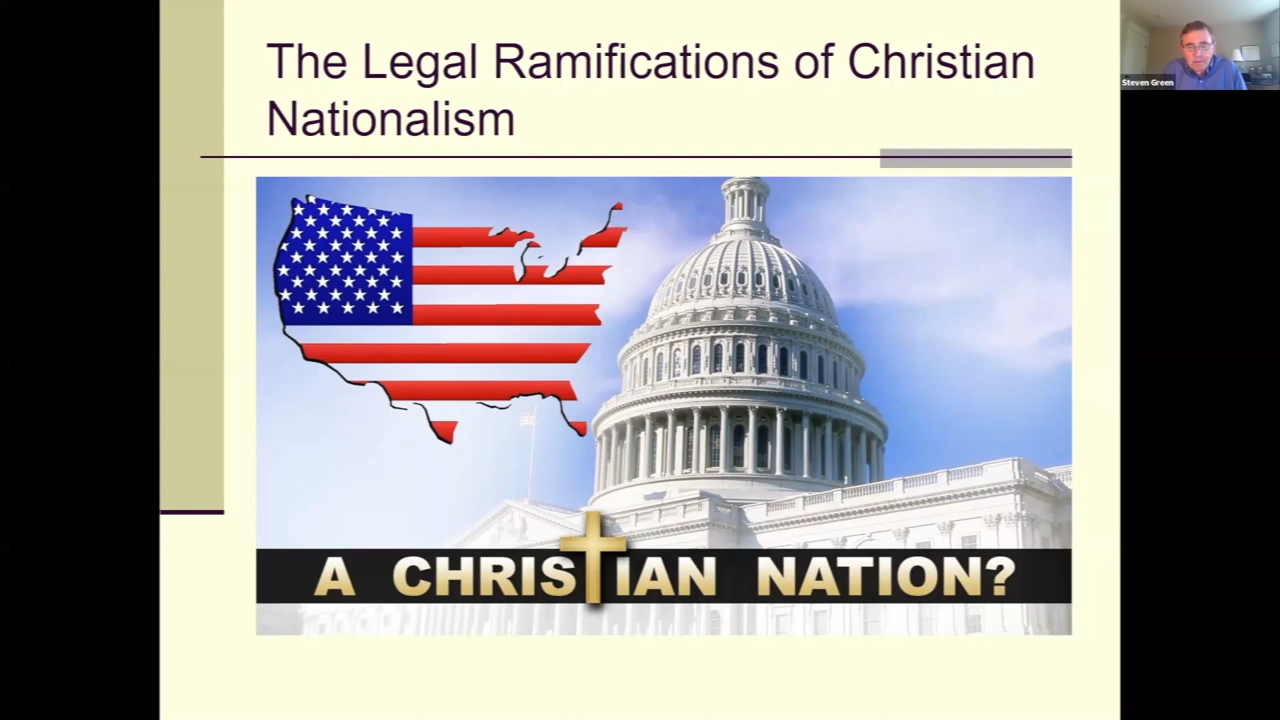 The Legal Ramifications of Christian
Nationalism
Steven Green
A CHRISTIAN NATION?